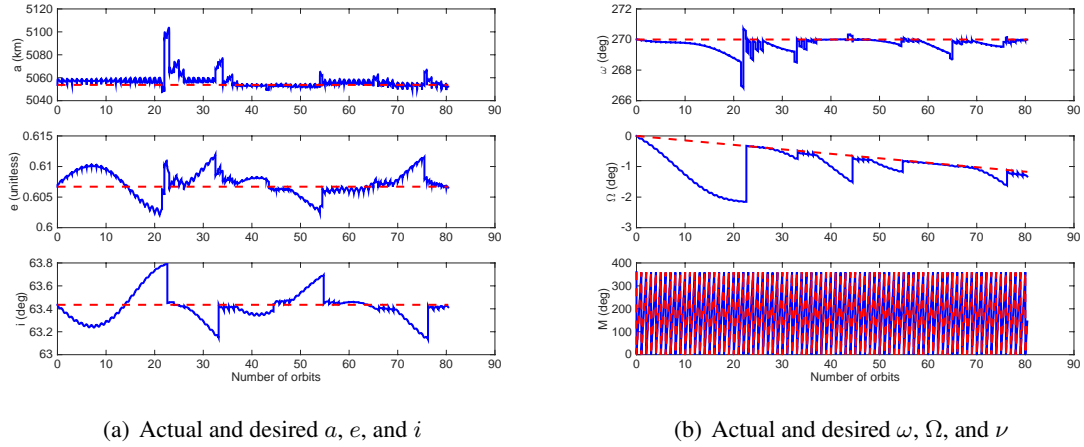 5120
5100
5080
5060
5040
a (km)
0 10 20 30 40 50 60 70 80 90
0.615
0.61
0.605
0.6
e (unitless)
0 10 20 30 40 50 60 70 80 90
63.8
63.6
63.4
63.2
63
i (deg)
0 10 20 30 40 50 60 70 80 90
Number of orbits
(a) Actual and desired a, e, and i
272
270
268
266
ω (deg)
0 10 20 30 40 50 60 70 80 90
0
-1
-2
-3
Ω (deg)
0 10 20 30 40 50 60 70 80 90
400
300
200
100
0
M (deg)
0 10 20 30 40 50 60 70 80 90
Number of orbits
(b) Actual and desired ω, Ω, and ν